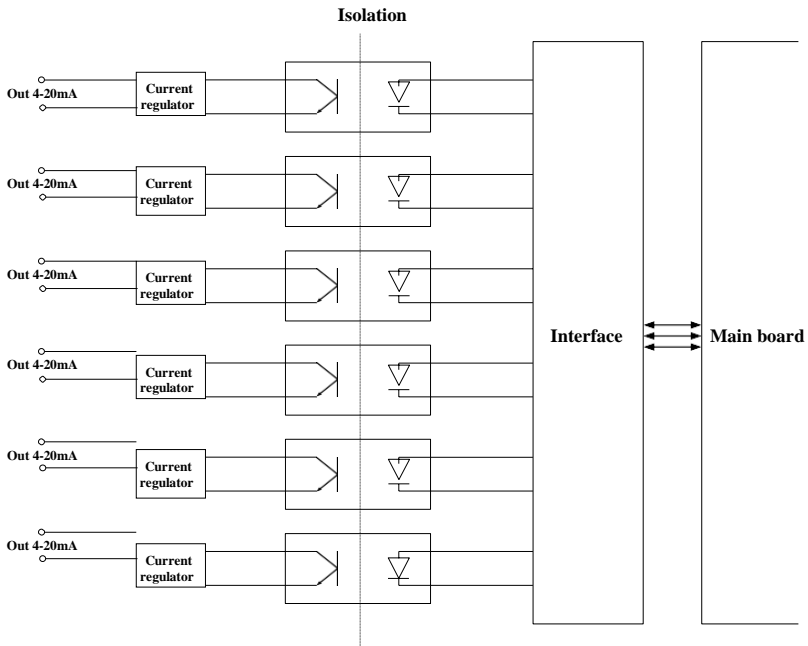 Isolation
Out 4-20mA
Current
regulator
Out 4-20mA
Current
regulator
Out 4-20mA
Current
regulator
Interface
Main board
Out 4-20mA
Current
regulator
Out 4-20mA
Current
regulator
Out 4-20mA
Current
regulator